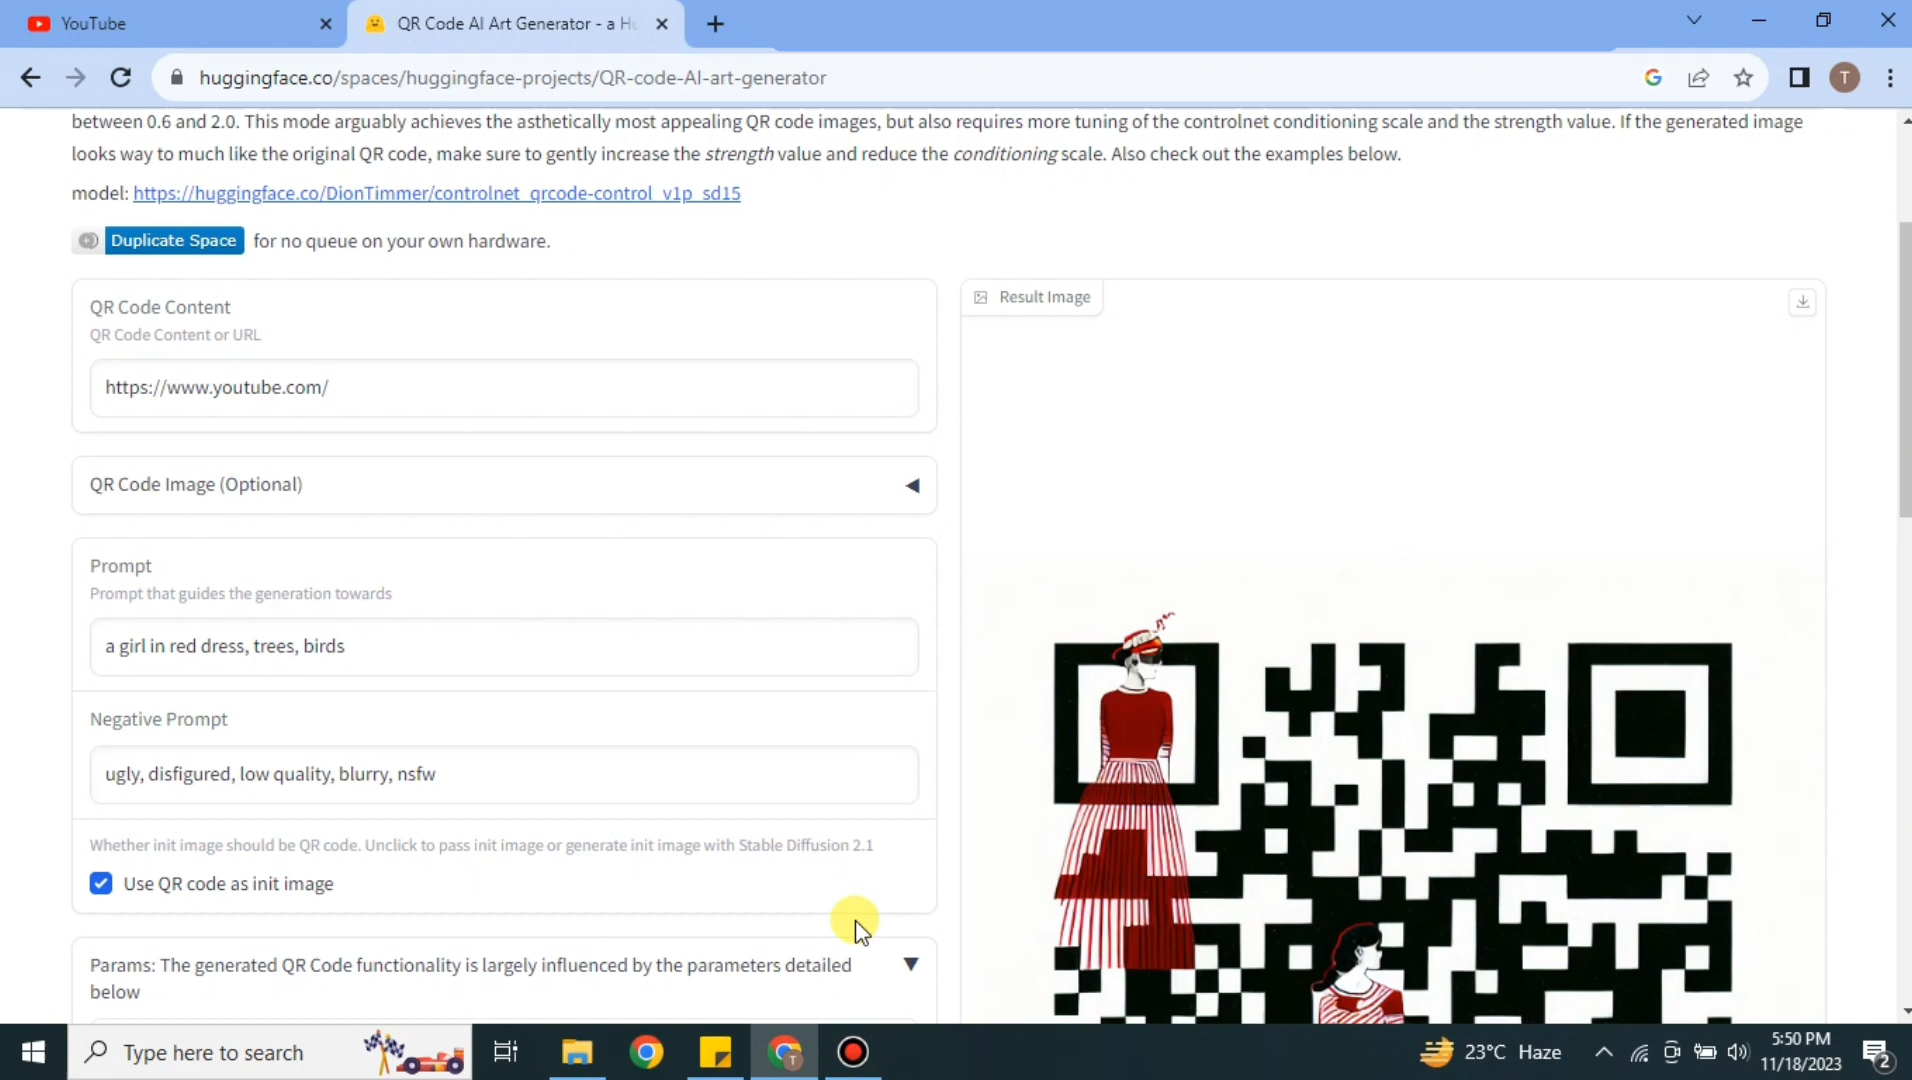 YouTube
QR Code AI Art Generator - a Hu
huggingface.co/spaces/huggingface-projects/QR-code-AI-art-generator
T
between 0.6 and 2.0. This mode arguably achieves the asthetically most appealing QR code images, but also requires more tuning of the controlnet conditioning scale and the strength value. If the generated image
looks way to much like the original QR code, make sure to gently increase the strength value and reduce the conditioning scale. Also check out the examples below.
model: https://huggingface.co/DionTimmer/controlnet_qrcode-control_v1p_sd15
Duplicate Space for no queue on your own hardware.
QR Code Content
QR Code Content or URL
https://www.youtube.com/
QR Code Image (Optional)
Prompt
Prompt that guides the generation towards
a girl in red dress, trees, birds
Negative Prompt
ugly, disfigured, low quality, blurry, nsfw
Whether init image should be QR code. Unclick to pass init image or generate init image with Stable Diffusion 2.1
Use QR code as init image
Params: The generated QR Code functionality is largely influenced by the parameters detailed
below
Result Image
Type here to search
T
23°C Haze
5:50 PM
11/18/2023
2